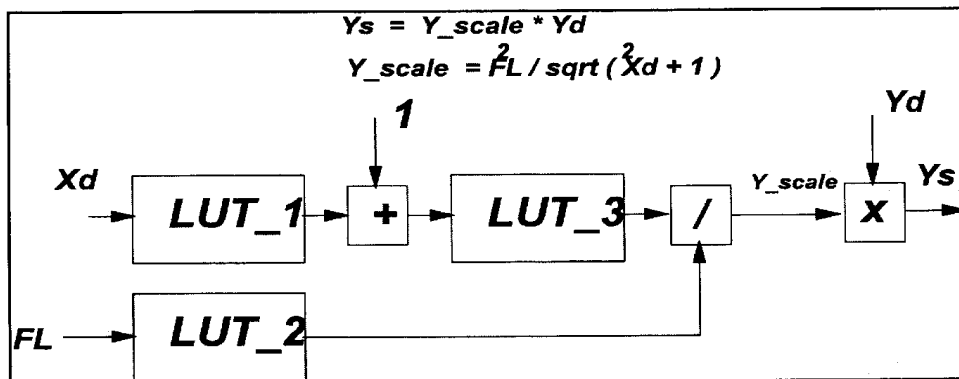 Ys = Y_scale * Yd
Y_scale = FL² / sqrt ( Xd² + 1 )
1
Yd
Xd
LUT_1
+
LUT_3
/
Y_scale
x
Ys
FL
LUT_2